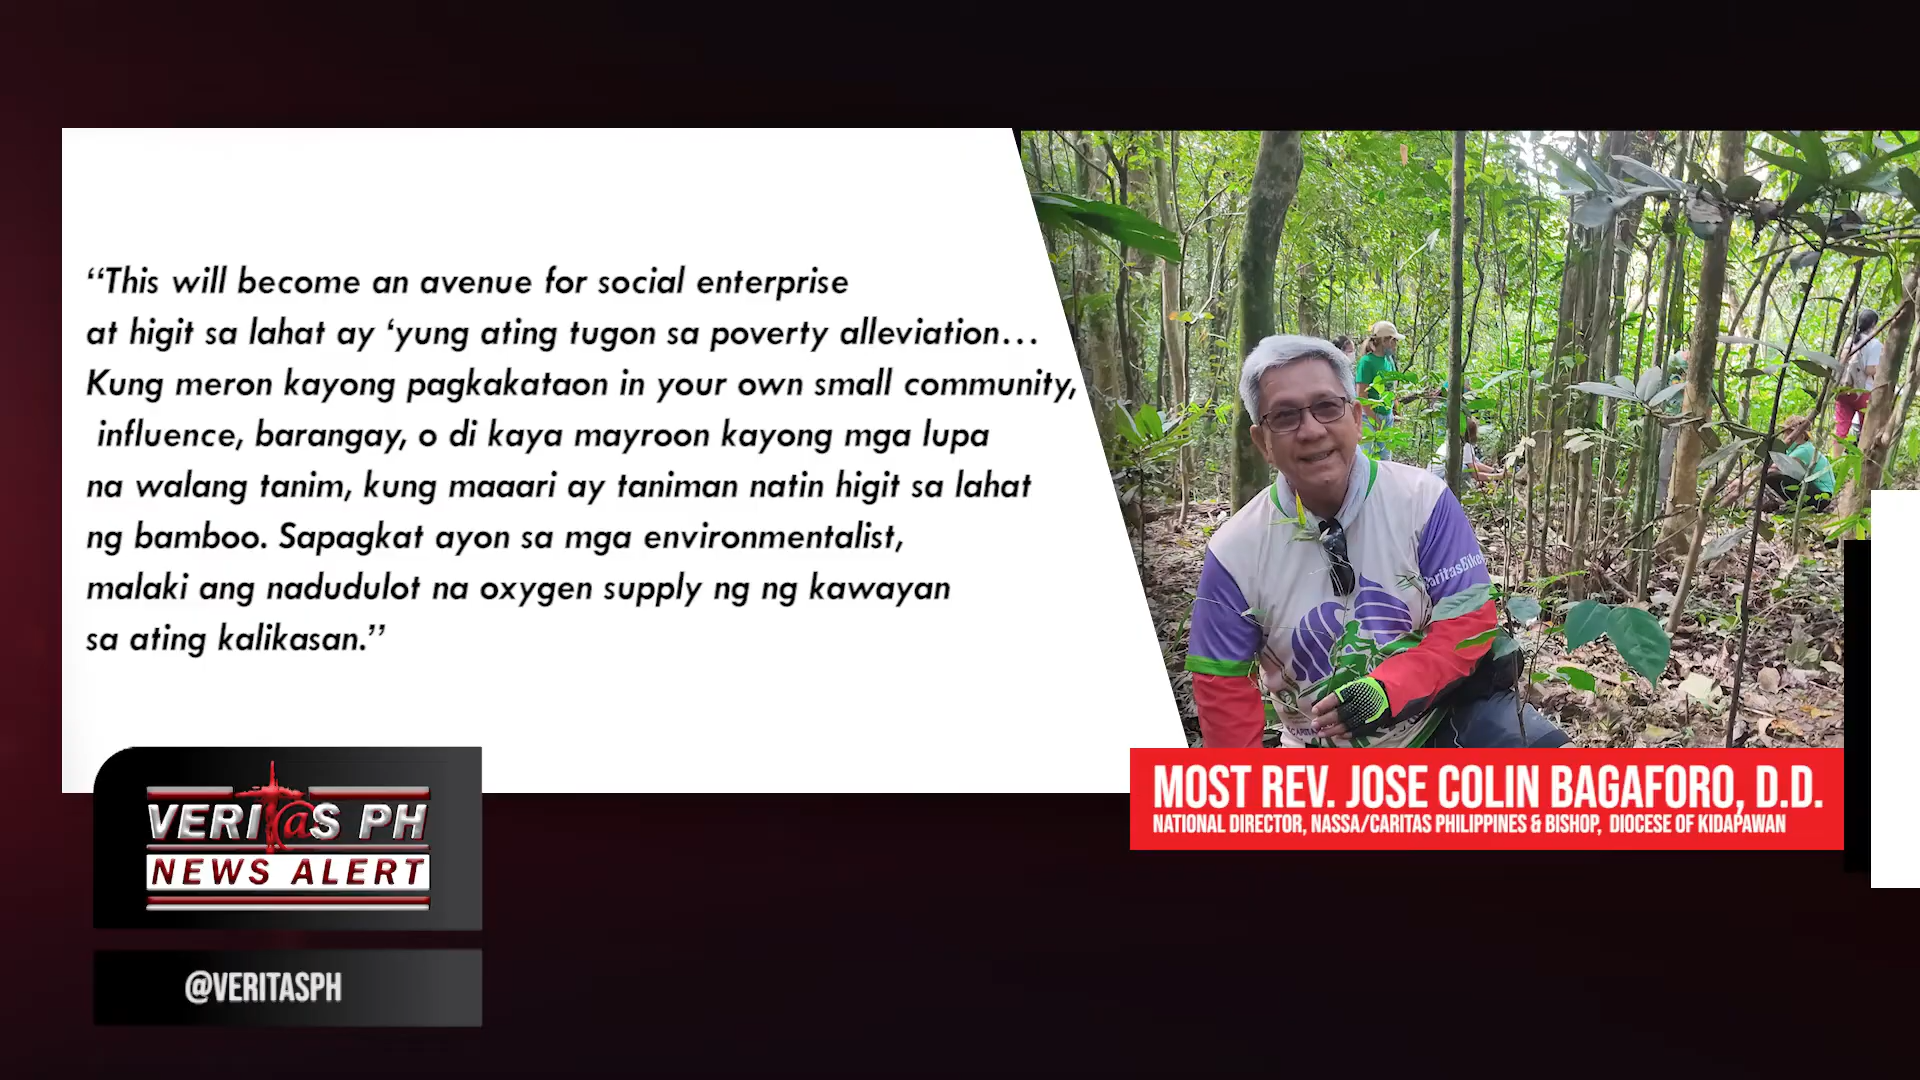 “This will become an avenue for social enterprise
at higit sa lahat ay ‘yung ating tugon sa poverty alleviation...
Kung meron kayong pagkakataon in your own small community,
influence, barangay, o di kaya mayroon kayong mga lupa
na walang tanim, kung maaari ay taniman natin higit sa lahat
ng bamboo. Sapagkat ayon sa mga environmentalist,
malaki ang nadudulot na oxygen supply ng ng kawayan
sa ating kalikasan.”
MOST REV. JOSE COLIN BAGAFORO, D.D.
NATIONAL DIRECTOR, NASSA/CARITAS PHILIPPINES & BISHOP, DIOCESE OF KIDAPAWAN
VERIT@S PH
NEWS ALERT
@VERITASPH